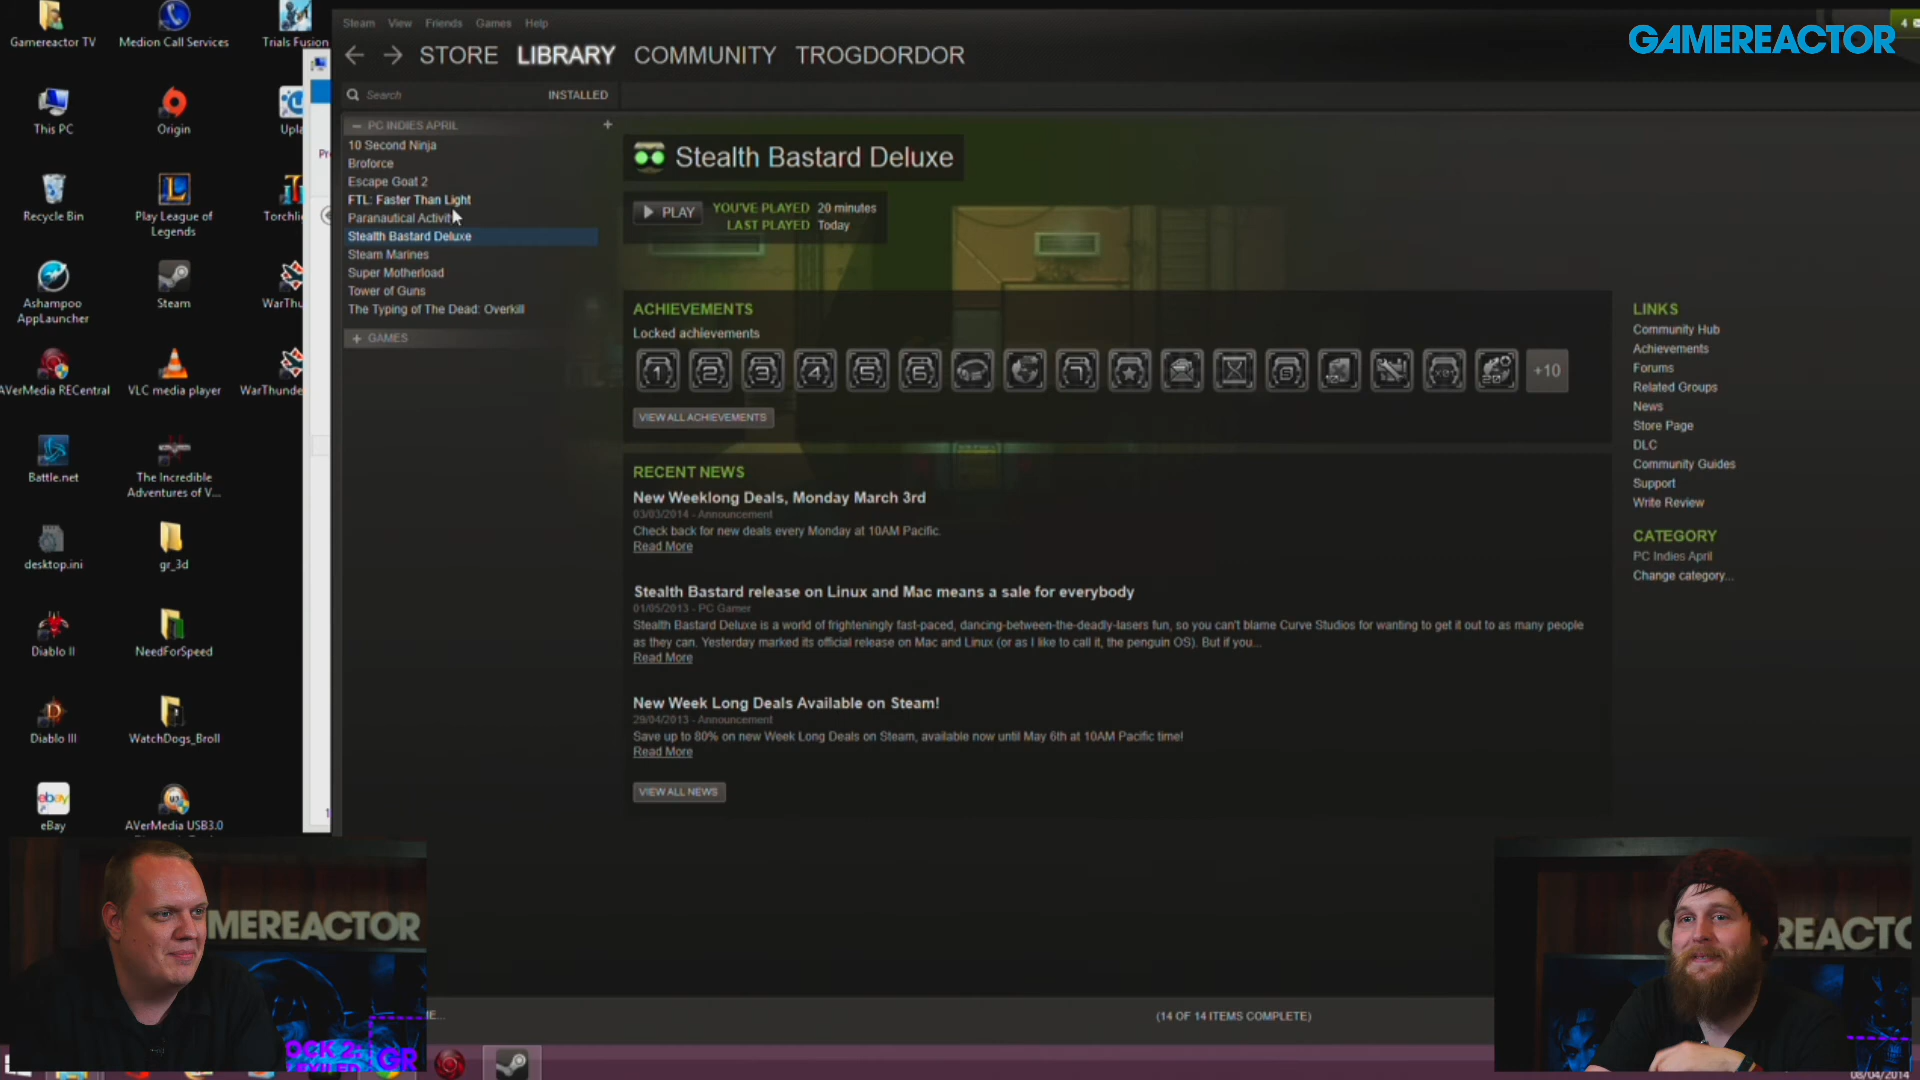 Steam View Friends Games Help
GAMEREACTOR
STORE LIBRARY COMMUNITY TROGDORDOR
Search INSTALLED
PC INDIES APRIL
10 Second Ninja
Broforce
Escape Goat 2
FTL: Faster Than Light
Paranautical Activity
Stealth Bastard Deluxe
Steam Marines
Super Motherload
Tower of Guns
The Typing of The Dead: Overkill
GAMES
Gamereactor TV
Medion Call Services
Trials Fusion
This PC
Origin
Upla
Recycle Bin
Play League of
Legends
Torchli
Ashampoo
AppLauncher
Steam
WarThu
AVerMedia RECentral
VLC media player
WarThunde
Battle.net
The Incredible
Adventures of V...
desktop.ini
gr_3d
Diablo II
NeedForSpeed
Diablo III
WatchDogs_Broll
ebay
eBay
AVerMedia USB3.0
Stealth Bastard Deluxe
PLAY
YOU'VE PLAYED 20 minutes
LAST PLAYED Today
ACHIEVEMENTS
Locked achievements
+10
VIEW ALL ACHIEVEMENTS
RECENT NEWS
New Weeklong Deals, Monday March 3rd
03/03/2014 - Announcement
Check back for new deals every Monday at 10AM Pacific.
Read More
Stealth Bastard release on Linux and Mac means a sale for everybody
01/05/2013 - PC Gamer
Stealth Bastard Deluxe is a world of frighteningly fast-paced, dancing-between-the-deadly-lasers fun, so you can't blame Curve Studios for wanting to get it out to as many people
as they can. Yesterday marked its official release on Mac and Linux (or as I like to call it, the penguin OS). But if you...
Read More
New Week Long Deals Available on Steam!
29/04/2013 - Announcement
Save up to 80% on new Week Long Deals on Steam, available now until May 6th at 10AM Pacific time!
Read More
VIEW ALL NEWS
LINKS
Community Hub
Achievements
Forums
Related Groups
News
Store Page
DLC
Community Guides
Support
Write Review
CATEGORY
PC Indies April
Change category...
(14 OF 14 ITEMS COMPLETE)
MEREACTOR
REACTO
GR
08/04/2014